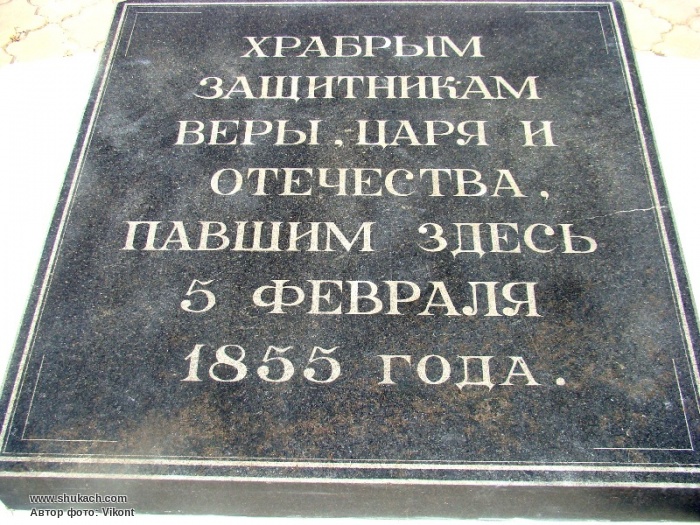 ХРАБРЫМ
ЗАЩИТНИКАМ
ВЕРЫ, ЦАРЯ И
ОТЕЧЕСТВА,
ПАВШИМ ЗДЕСЬ
5 ФЕВРАЛЯ
1855 ГОДА.
www.shukach.com
Автор фото: Vikont